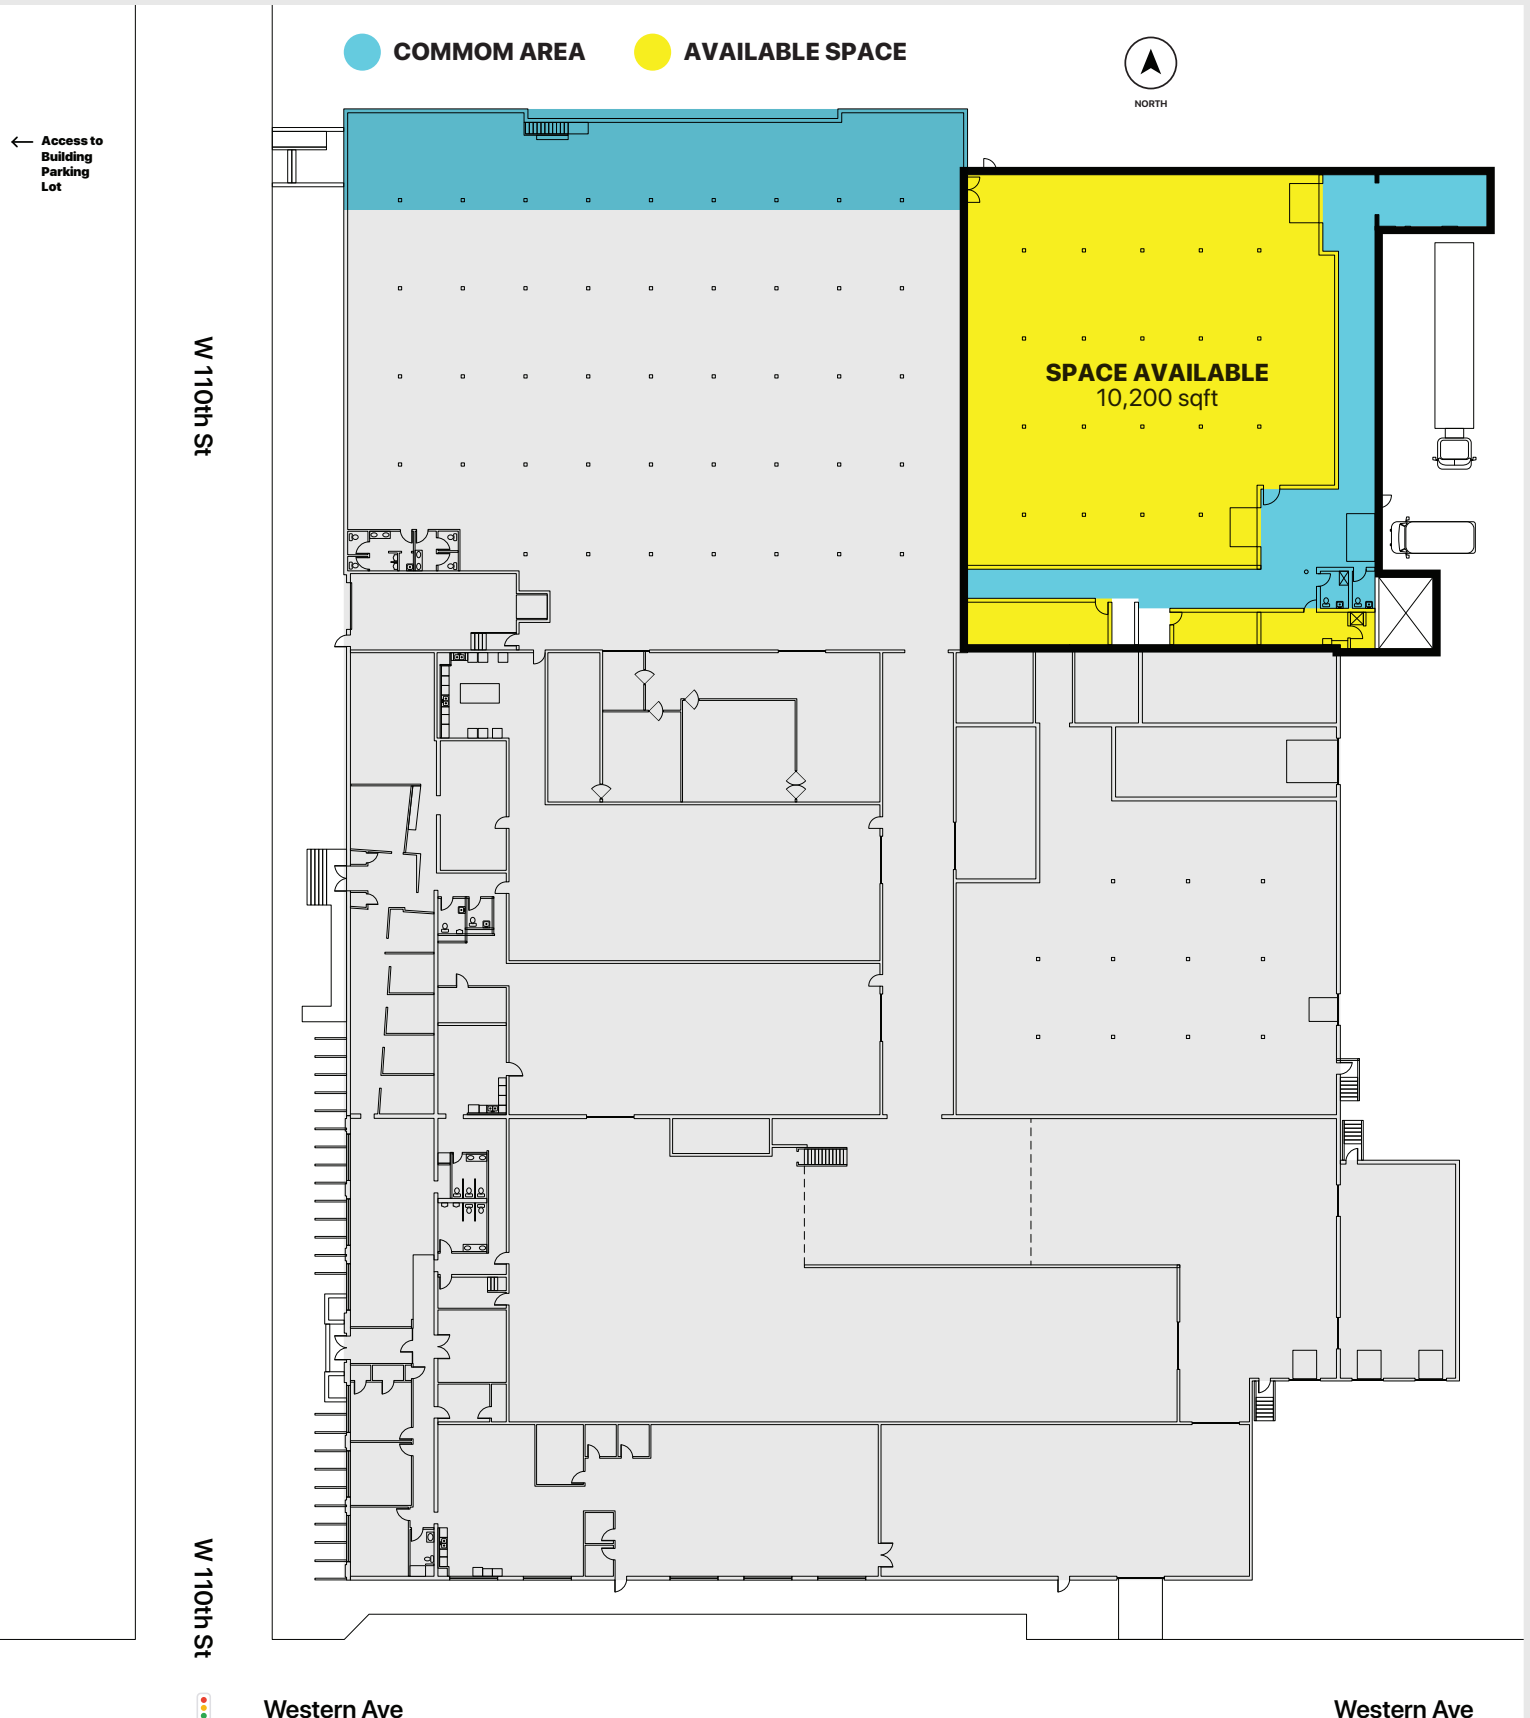 COMMOM AREA
AVAILABLE SPACE
NORTH
Access to
Building
Parking
Lot
W 110th St
SPACE AVAILABLE
10,200 sqft
W 110th St
Western Ave
Western Ave